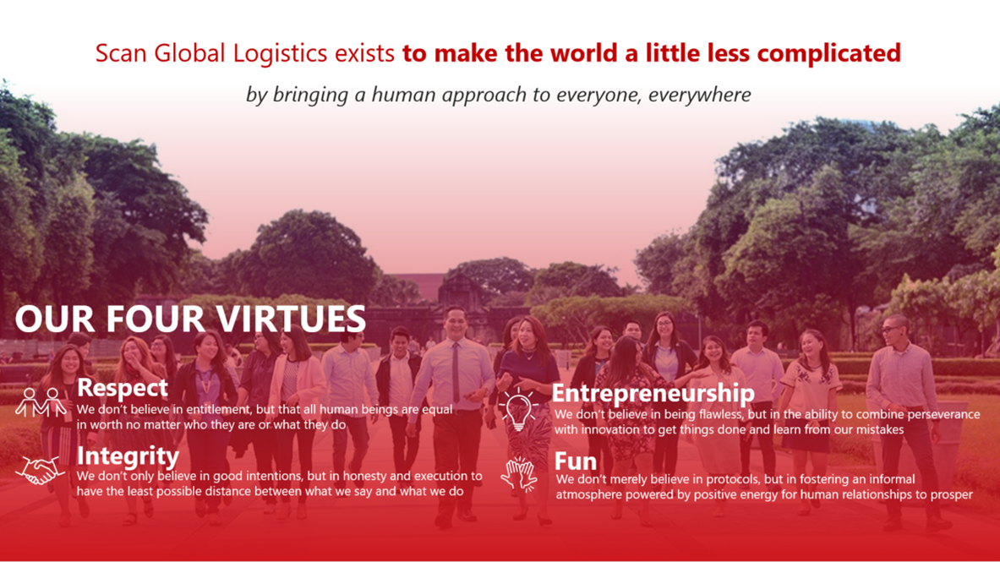 Scan Global Logistics exists to make the world a little less complicated
by bringing a human approach to everyone, everywhere
OUR FOUR VIRTUES
Respect
We don't believe in entitlement, but that all human beings are equal
in worth no matter who they are or what they do
Integrity
We don't only believe in good intentions, but in honesty and execution to
have the least possible distance between what we say and what we do
Entrepreneurship
We don't believe in being flawless, but in the ability to combine perseverance
with innovation to get things done and learn from our mistakes
Fun
We don't merely believe in protocols, but in fostering an informal
atmosphere powered by positive energy for human relationships to prosper